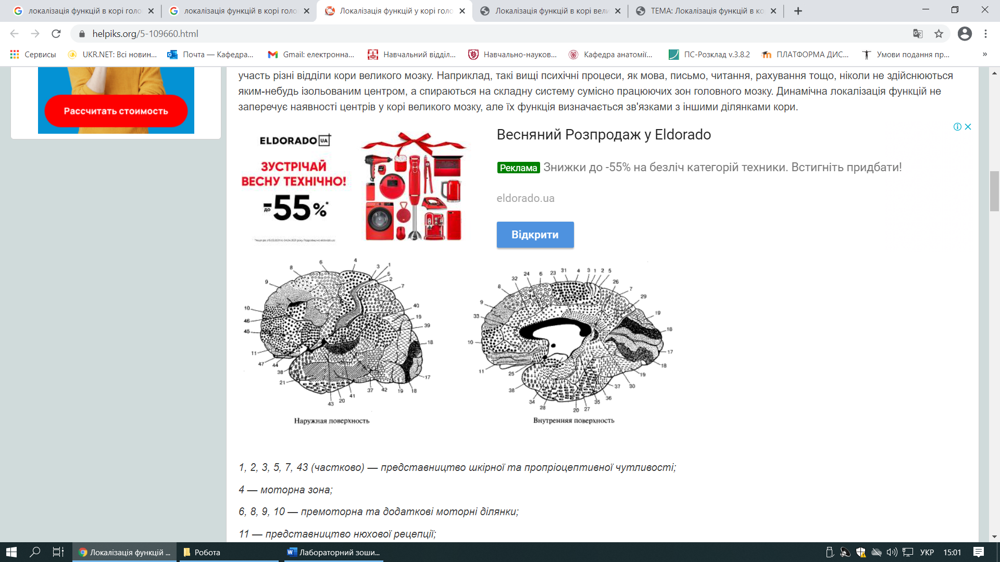 локалізація функцій в корі голо
локалізація функцій в корі голо
Локалізація функцій у корі голо
Локалізація функцій в корі вели
ТЕМА: Локалізація функцій в ко
helpiks.org/5-109660.html
Сервисы
UKR.NET: Всі новин...
Почта — Кафедра...
Gmail: електронна...
Навчальний відділ...
Навчально-науков...
Кафедра анатомії...
ПС-Розклад v.3.8.2
ПЛАТФОРМА ДИС...
Умови подання пр...
»
Рассчитать стоимость
участь різні відділи кори великого мозку. Наприклад, такі вищі психічні процеси, як мова, письмо, читання, рахування тощо, ніколи не здійснюються
яким-небудь ізольованим центром, а спираються на складну систему сумісно працюючих зон головного мозку. Динамічна локалізація функцій не
заперечує наявності центрів у корі великого мозку, але їх функція визначається зв'язками з іншими ділянками кори.
ELDORADO UA
ЗУСТРІЧАЙ
ВЕСНУ ТЕХНІЧНО!
до -55%*
Весняний Розпродаж у Eldorado
Реклама Знижки до -55% на безліч категорій техники. Встигніть придбати!
eldorado.ua
Відкрити
4
6
3
1
8
5
2
9
7
10
40
46
19
45
39
18
11
47
44
38
17
21
37
42
19
18
41
20
43
Наружная поверхность
24
6
23
31
4
3
1
2
5
32
26
8
7
29
9
19
33
18
10
17
18
11
25
19
38
37
30
34
36
35
28
20
27
Внутренняя поверхность
1, 2, 3, 5, 7, 43 (частково) — представництво шкірної та пропріоцептивної чутливості;
4 — моторна зона;
6, 8, 9, 10 — премоторна та додаткові моторні ділянки;
11 — представництво нюхової рецепції;
Локалізація функцій ...
Робота
Лабораторний зоши...
УКР
15:01